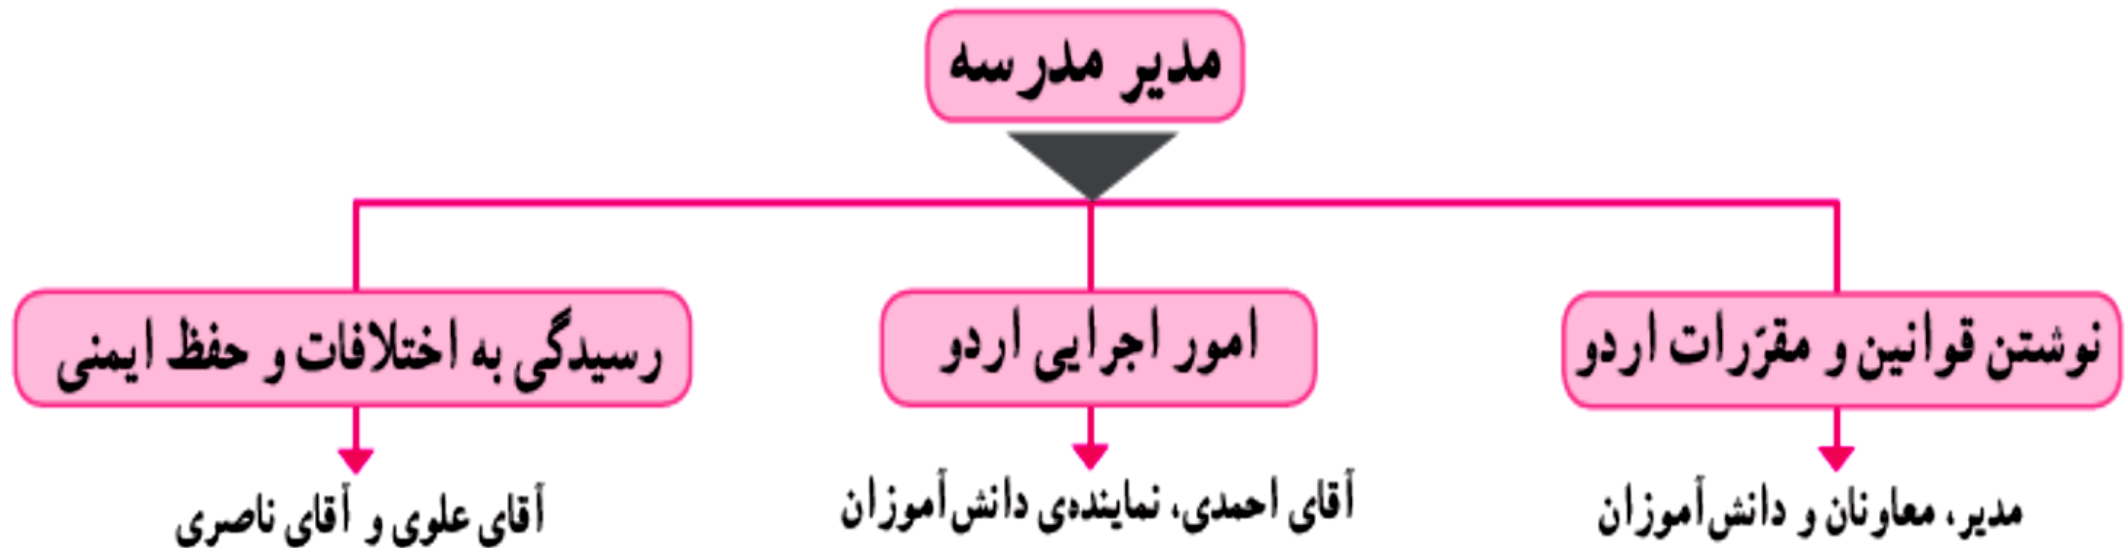 مدیر مدرسه
نوشتن قوانین و مقرّرات اردو
امور اجرایی اردو
رسیدگی به اختلافات و حفظ ایمنی
مدیر، معاونان و دانش‌آموزان
آقای احمدی، نماینده‌ی دانش‌آموزان
آقای علوی و آقای ناصری